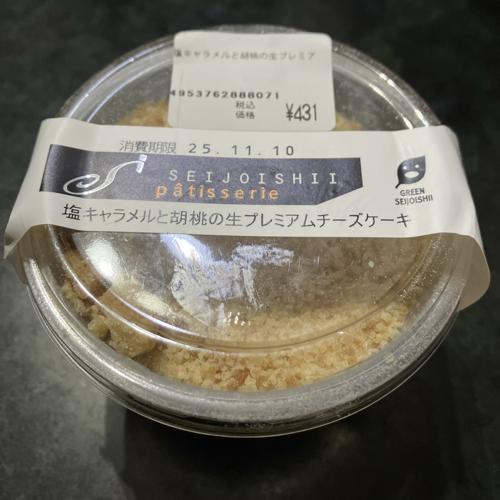 塩キャラメルと胡桃の生プレミア
4953762888071
税込
価格
¥431
消費期限 25.11.10
SEIJOISHII
pâtisserie
GREEN
SEIJOISHII
塩キャラメルと胡桃の生プレミアムチーズケーキ